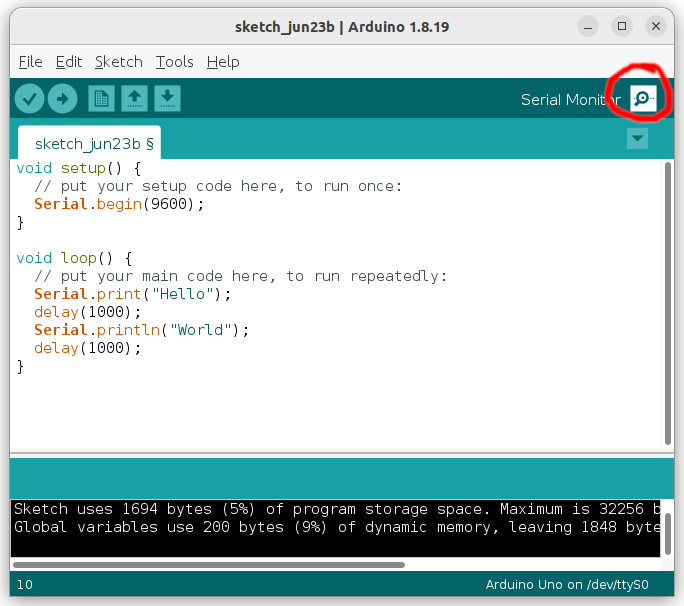 sketch_jun23b | Arduino 1.8.19
File Edit Sketch Tools Help
Serial Monitor
sketch_jun23b §
void setup() {
  // put your setup code here, to run once:
  Serial.begin(9600);
}

void loop() {
  // put your main code here, to run repeatedly:
  Serial.print("Hello");
  delay(1000);
  Serial.println("World");
  delay(1000);
}
Sketch uses 1694 bytes (5%) of program storage space. Maximum is 32256 b
Global variables use 200 bytes (9%) of dynamic memory, leaving 1848 byte
10 Arduino Uno on /dev/ttyS0